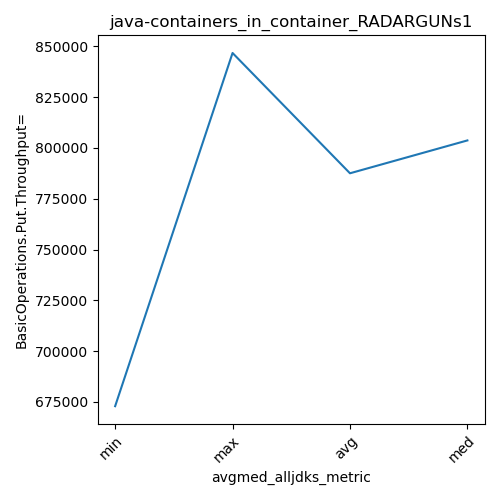 java-containers_in_container_RADARGUNs1
BasicOperations.Put.Throughput=
850000
825000
800000
775000
750000
725000
700000
675000
min
max
avg
med
avgmed_alljdks_metric